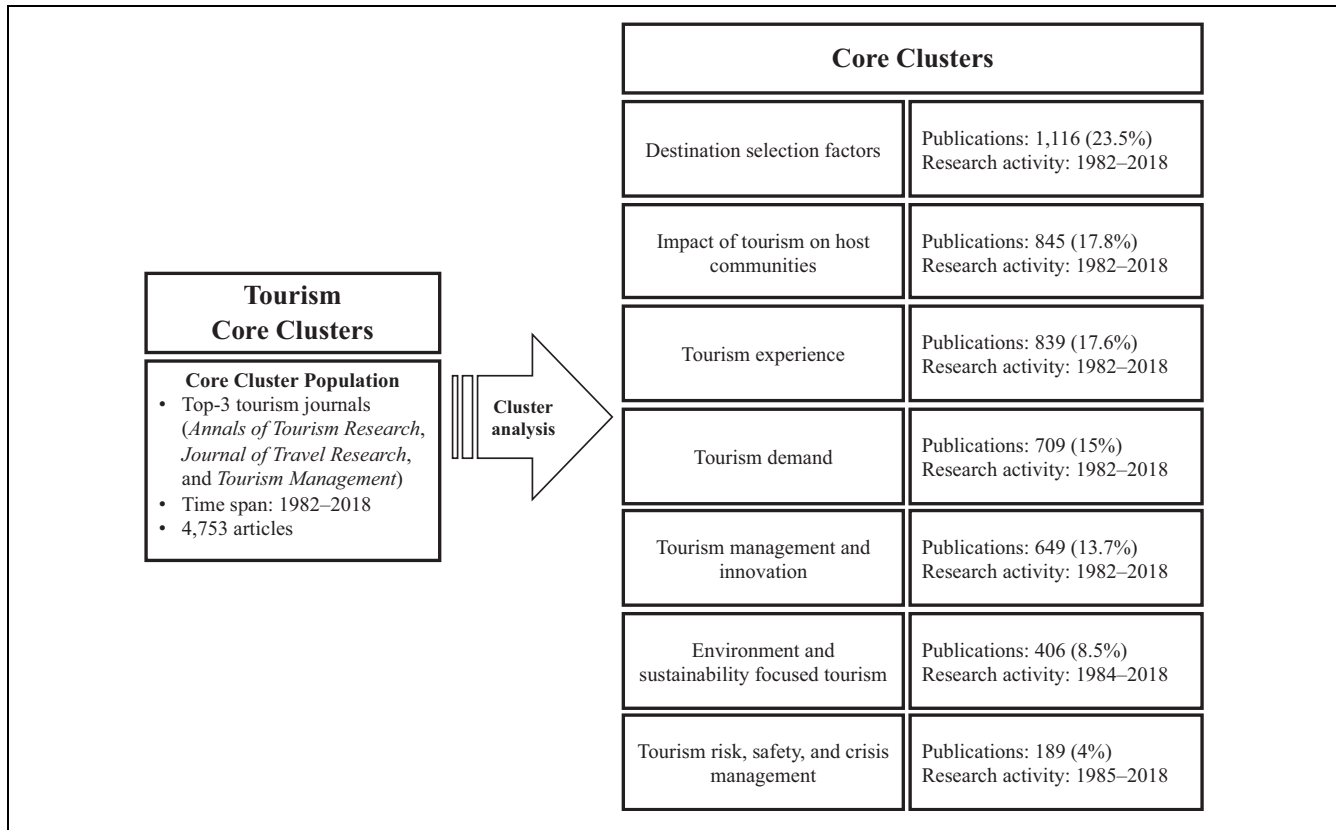 Tourism
Core Clusters
Core Cluster Population
• Top-3 tourism journals
(Annals of Tourism Research,
Journal of Travel Research,
and Tourism Management)
• Time span: 1982–2018
• 4,753 articles
Cluster
analysis
Core Clusters
Destination selection factors
Publications: 1,116 (23.5%)
Research activity: 1982–2018
Impact of tourism on host
communities
Publications: 845 (17.8%)
Research activity: 1982–2018
Tourism experience
Publications: 839 (17.6%)
Research activity: 1982–2018
Tourism demand
Publications: 709 (15%)
Research activity: 1982–2018
Tourism management and
innovation
Publications: 649 (13.7%)
Research activity: 1982–2018
Environment and
sustainability focused tourism
Publications: 406 (8.5%)
Research activity: 1984–2018
Tourism risk, safety, and crisis
management
Publications: 189 (4%)
Research activity: 1985–2018